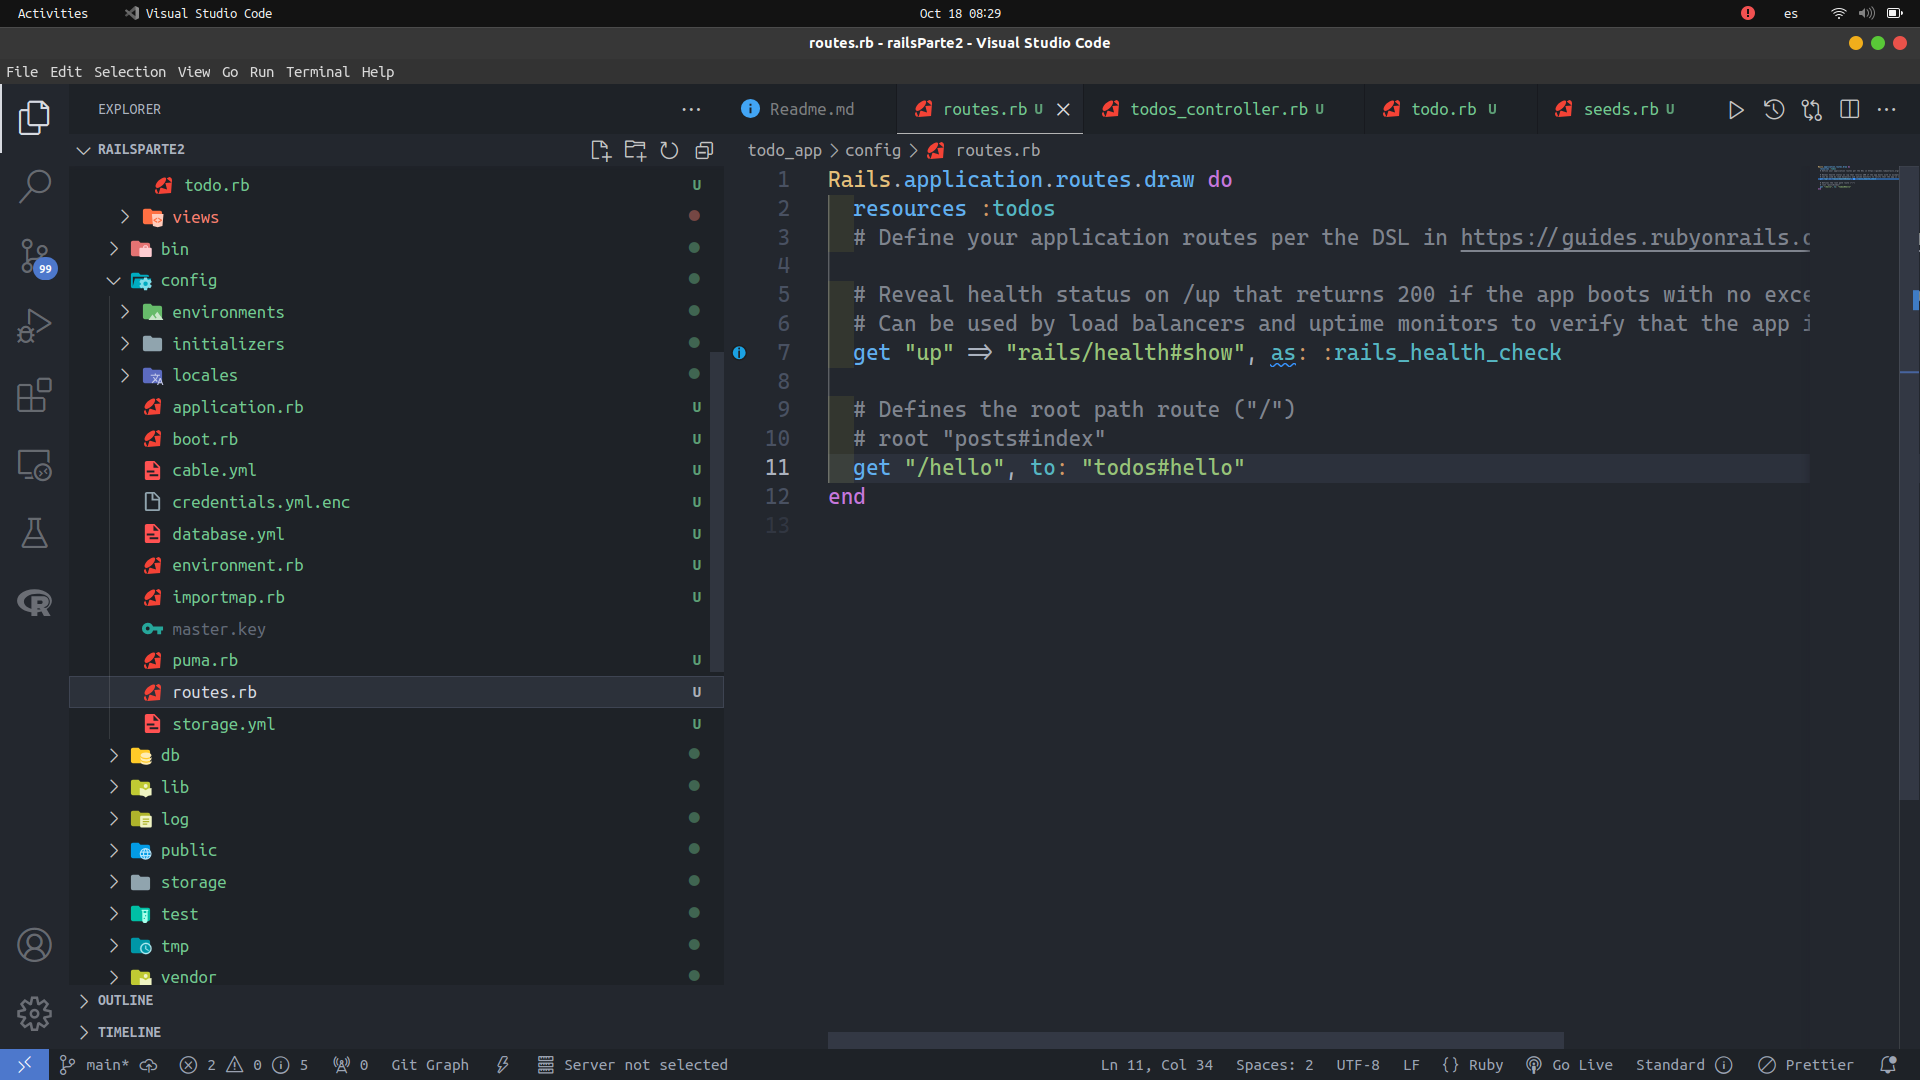 Activities Visual Studio Code Oct 18 08:29 es
routes.rb - railsParte2 - Visual Studio Code
File Edit Selection View Go Run Terminal Help
EXPLORER
Readme.md routes.rb U todos_controller.rb U todo.rb U seeds.rb U
RAILSPARTE2
todo_app > config > routes.rb
todo.rb U
views
bin
config
environments
initializers
locales
application.rb U
boot.rb U
cable.yml U
credentials.yml.enc U
database.yml U
environment.rb U
importmap.rb U
master.key
puma.rb U
routes.rb U
storage.yml U
db
lib
log
public
storage
test
tmp
vendor
OUTLINE
TIMELINE
99
1 Rails.application.routes.draw do
2 resources :todos
3 # Define your application routes per the DSL in https://guides.rubyonrails.
4
5 # Reveal health status on /up that returns 200 if the app boots with no exce
6 # Can be used by load balancers and uptime monitors to verify that the app i
7 get "up" => "rails/health#show", as: :rails_health_check
8
9 # Defines the root path route ("/")
10 # root "posts#index"
11 get "/hello", to: "todos#hello"
12 end
13
main* 2 0 5 0 Git Graph Server not selected Ln 11, Col 34 Spaces: 2 UTF-8 LF {} Ruby Go Live Standard Prettier